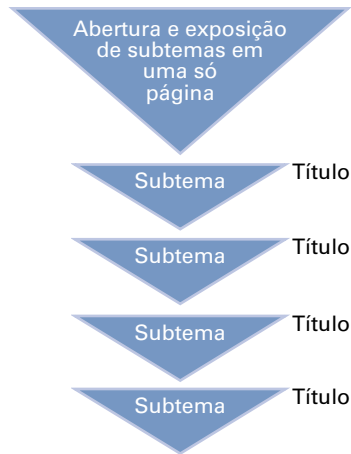 Abertura e exposição
de subtemas em
uma só
página
Subtema
Título
Subtema
Título
Subtema
Título
Subtema
Título